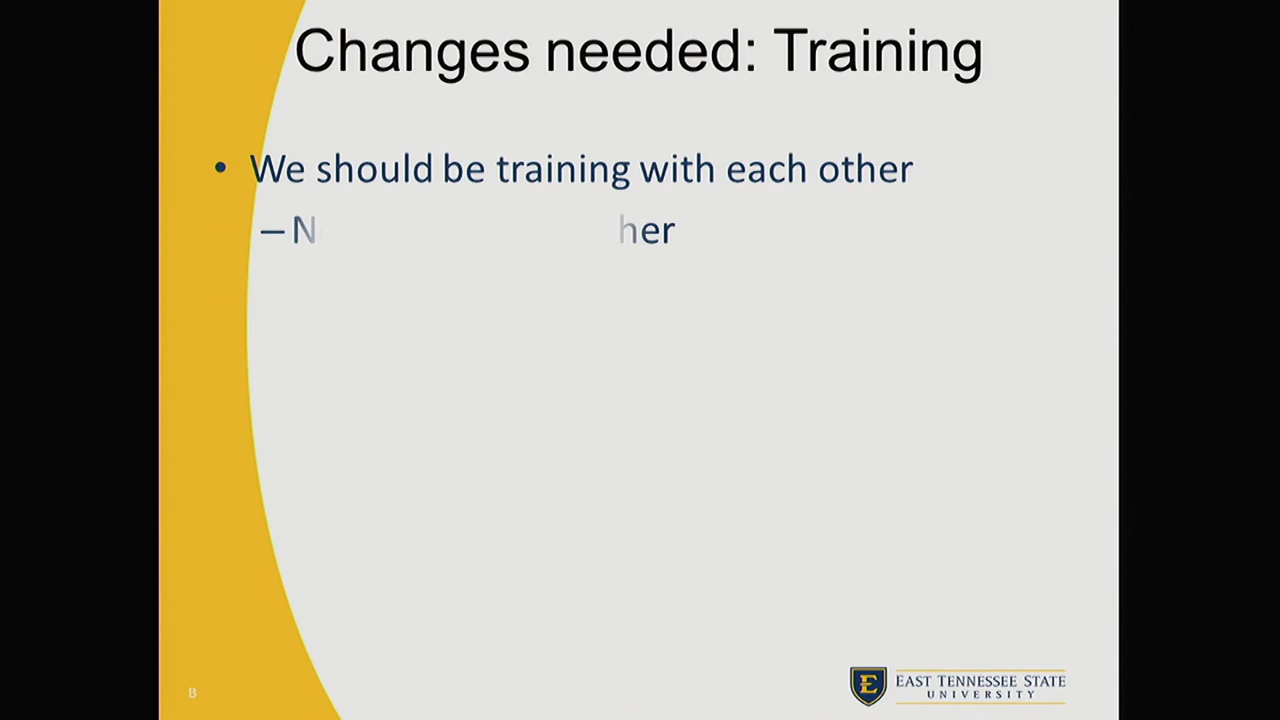 Changes needed: Training
• We should be training with each other
– N her
B
EAST TENNESSEE STATE
UNIVERSITY